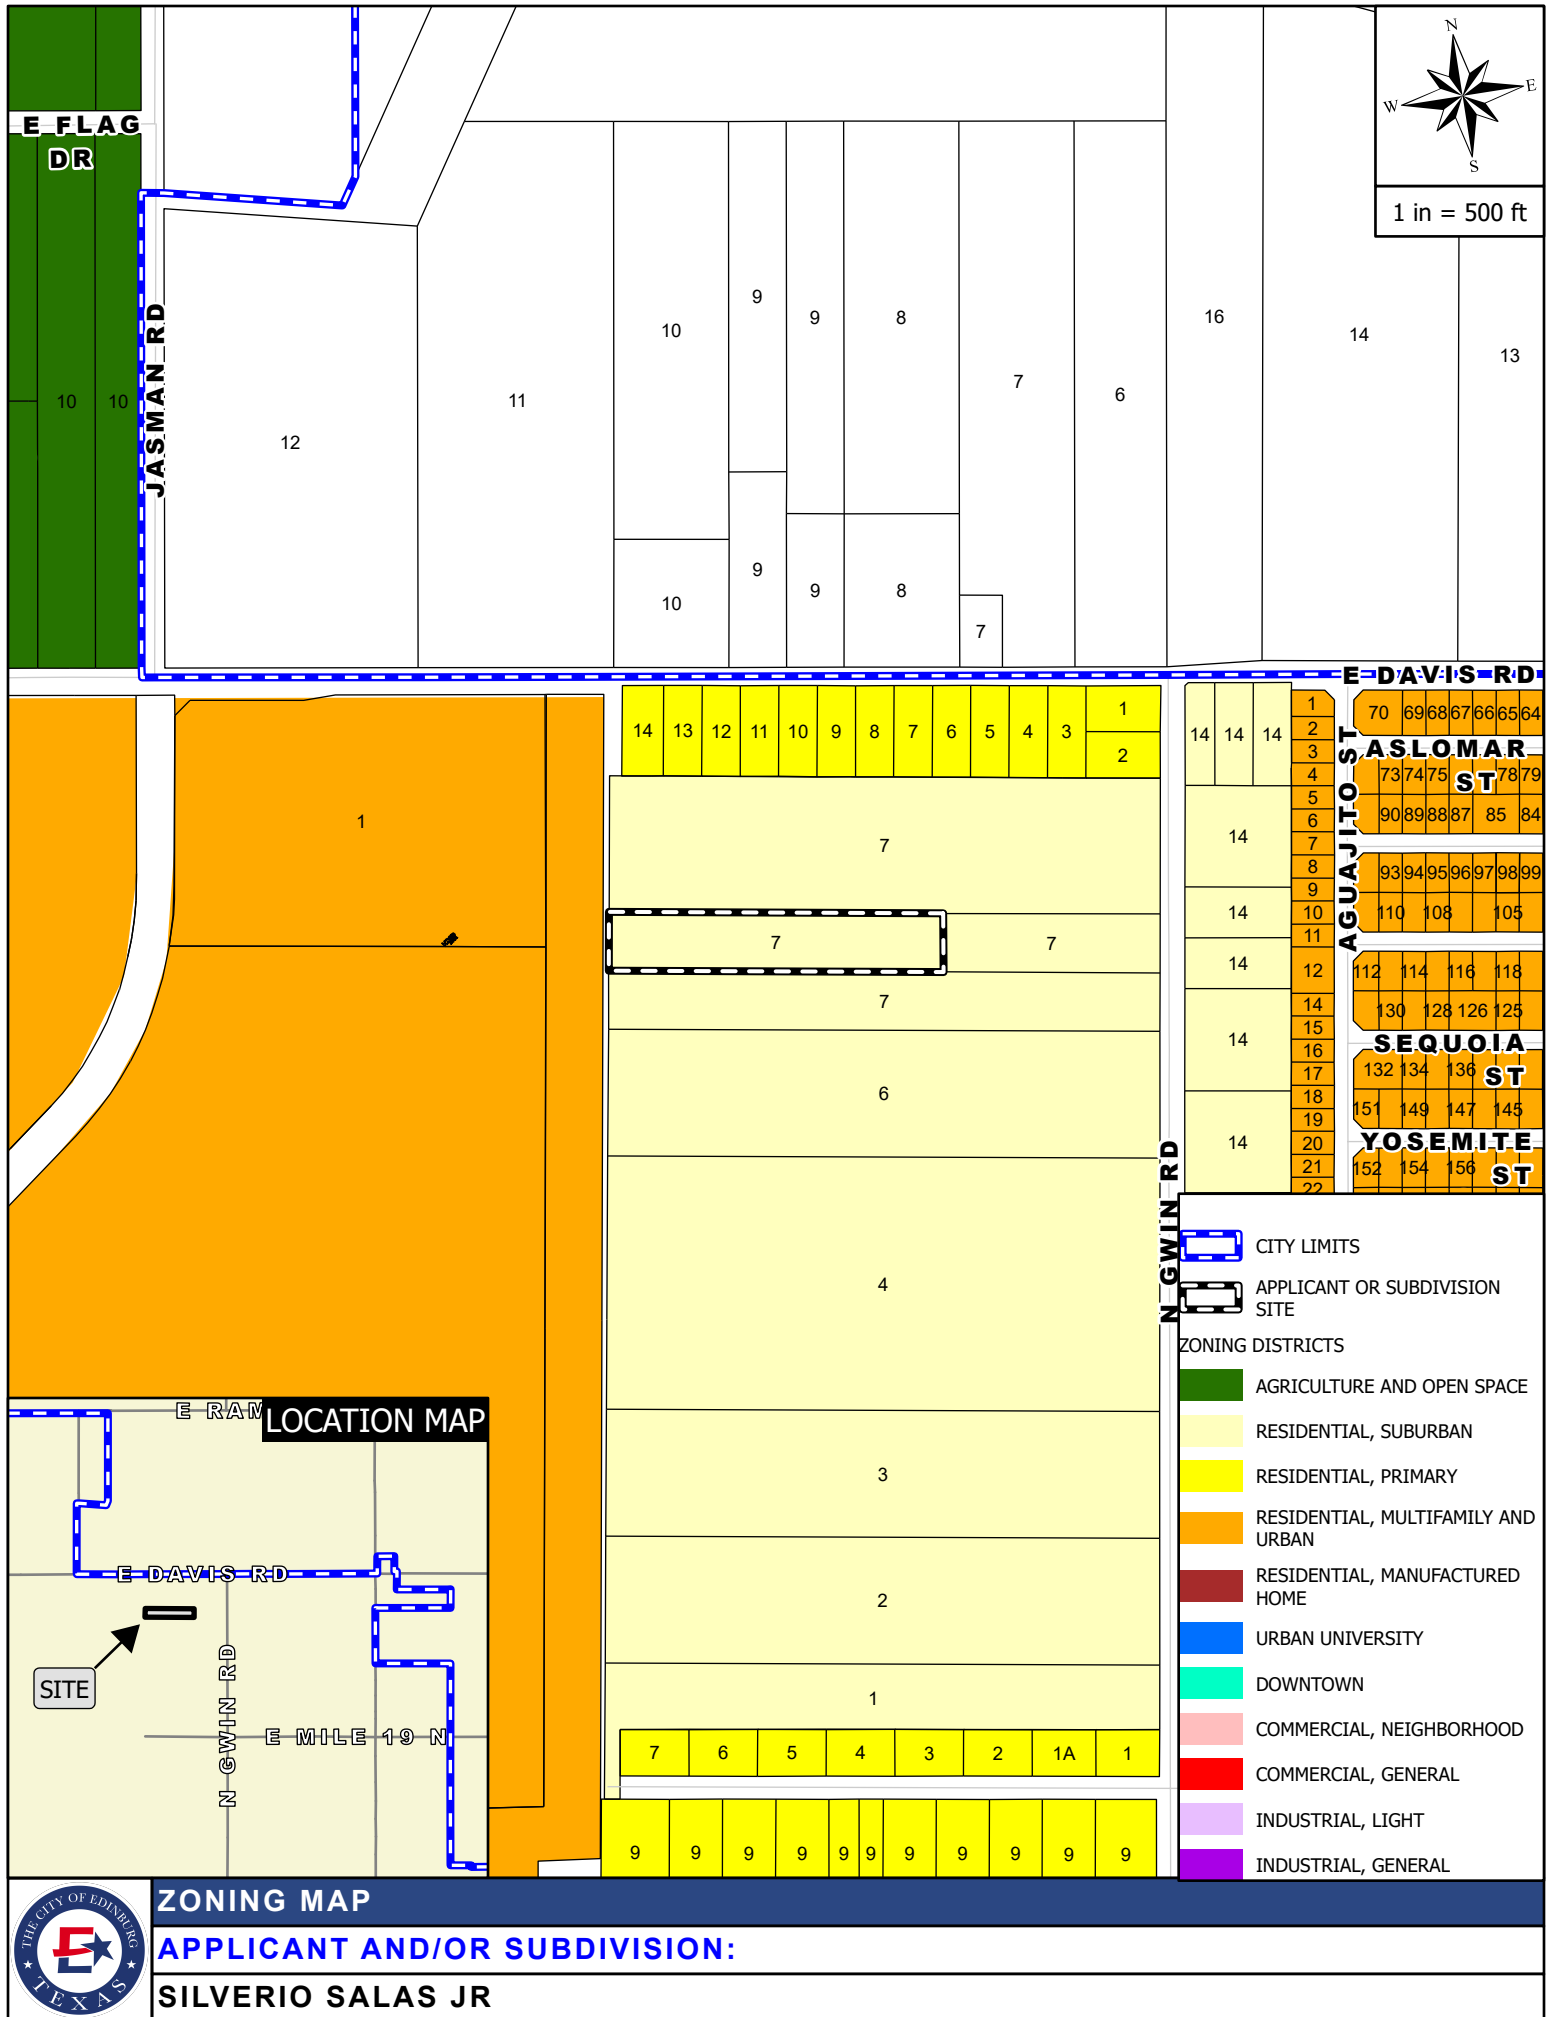 N
W
E
S
1 in = 500 ft
E FLAG
DR
JASMAN RD
10
10
12
11
10
9
9
8
7
6
16
14
13
10
9
9
8
7
E DAVIS RD
14
13
12
11
10
9
8
7
6
5
4
3
1
2
14
14
14
1
2
3
4
5
6
7
8
9
10
11
12
14
15
16
17
18
19
20
21
22
AGUAJITO ST
70
69
68
67
66
65
64
ASLOMAR
ST
73
74
75
78
79
90
89
88
87
85
84
93
94
95
96
97
98
99
110
108
105
112
114
116
118
130
128
126
125
SEQUOIA
ST
132
134
136
151
149
147
145
YOSEMITE
ST
152
154
156
1
7
7
7
7
6
4
3
2
1
14
14
14
14
14
N GWIN RD
7
6
5
4
3
2
1A
1
9
9
9
9
9
9
9
9
9
9
9
CITY LIMITS
APPLICANT OR SUBDIVISION
SITE
ZONING DISTRICTS
AGRICULTURE AND OPEN SPACE
RESIDENTIAL, SUBURBAN
RESIDENTIAL, PRIMARY
RESIDENTIAL, MULTIFAMILY AND
URBAN
RESIDENTIAL, MANUFACTURED
HOME
URBAN UNIVERSITY
DOWNTOWN
COMMERCIAL, NEIGHBORHOOD
COMMERCIAL, GENERAL
INDUSTRIAL, LIGHT
INDUSTRIAL, GENERAL
E RAM
LOCATION MAP
E DAVIS RD
SITE
N GWIN RD
E MILE 19 N
THE CITY OF EDINBURG
E
TEXAS
ZONING MAP
APPLICANT AND/OR SUBDIVISION:
SILVERIO SALAS JR